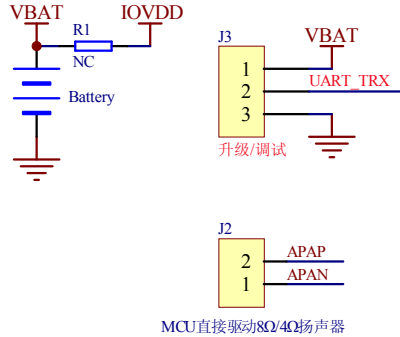 VBAT
IOVDD
R1
NC
Battery
J3
VBAT
1
2
3
UART_TRX
升级/调试
J2
2
1
APAP
APAN
MCU直接驱动8Ω/4Ω扬声器